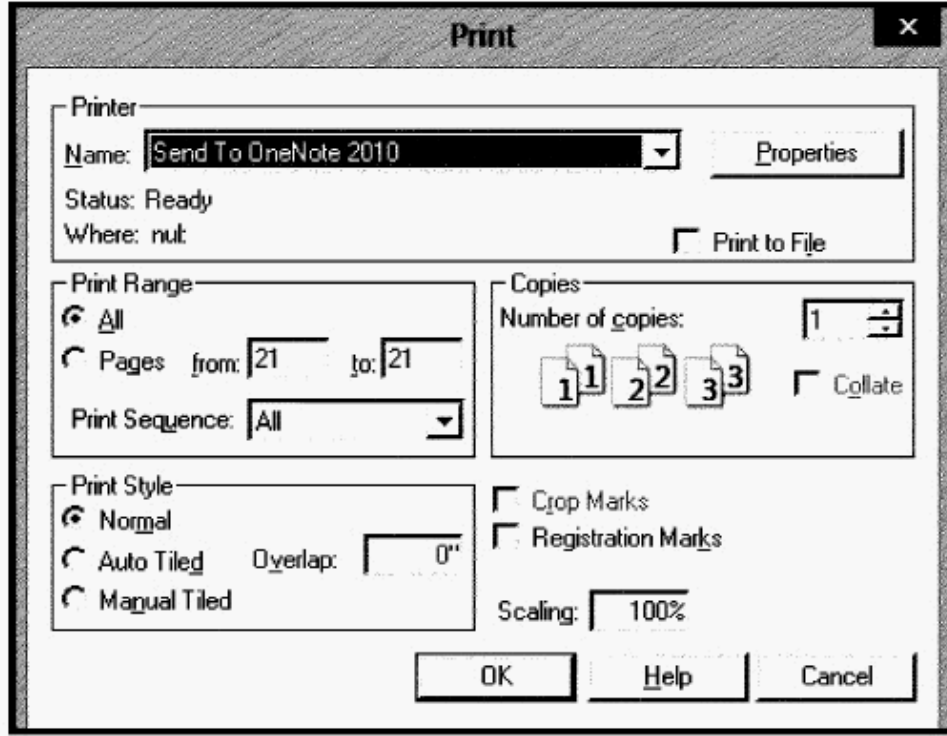 Print
Printer
Name: Send To OneNote 2010
Properties
Status: Ready
Where: nul:
Print to File
Print Range
All
Pages from: 21 to: 21
Print Sequence: All
Copies
Number of copies: 1
1 1 2 2 3 3
Collate
Print Style
Normal
Auto Tiled Overlap: 0"
Manual Tiled
Crop Marks
Registration Marks
Scaling: 100%
OK Help Cancel